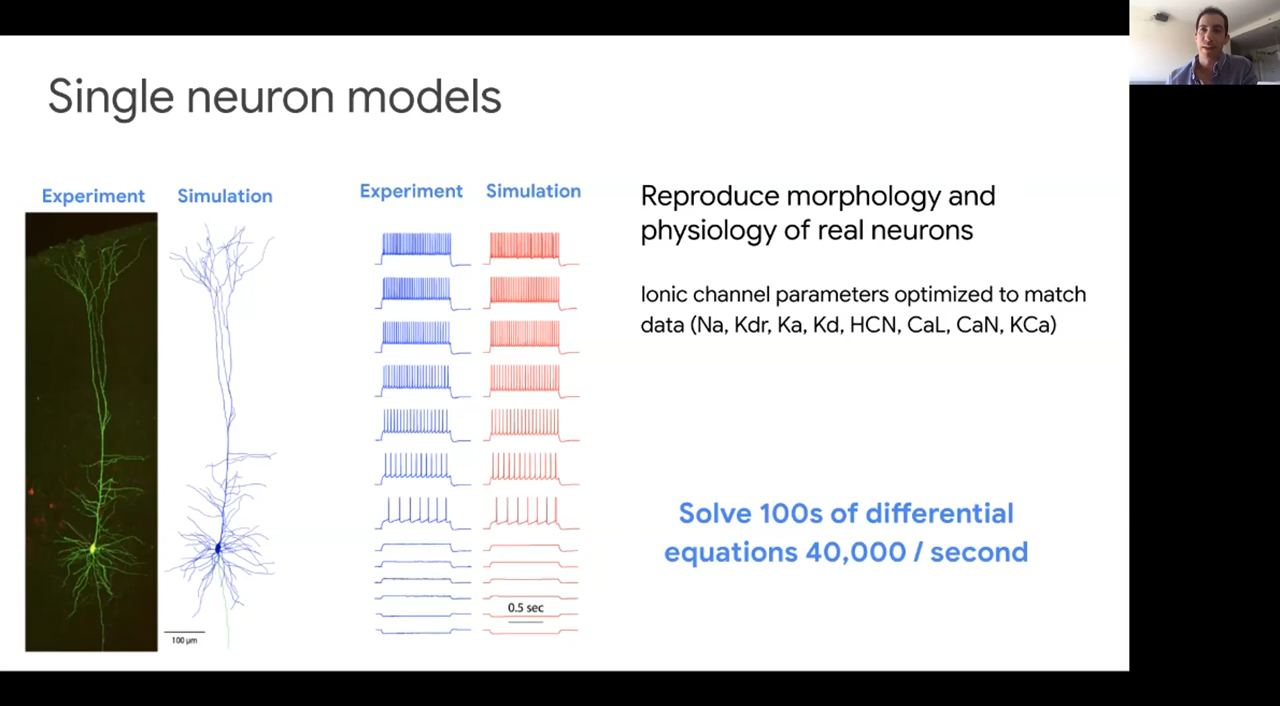 Single neuron models
Experiment
Simulation
Experiment
Simulation
100 µm
0.5 sec
Reproduce morphology and
physiology of real neurons
Ionic channel parameters optimized to match
data (Na, Kdr, Ka, Kd, HCN, CaL, CaN, KCa)
Solve 100s of differential
equations 40,000 / second